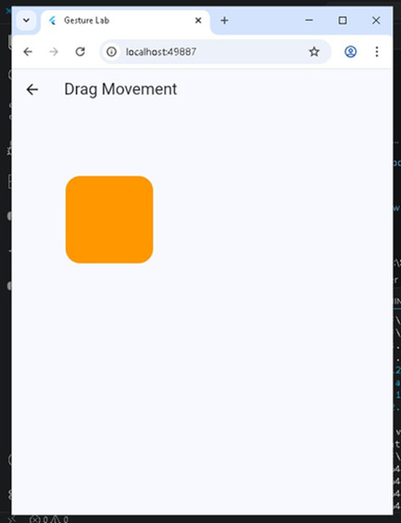 Gesture Lab
localhost:49887
Drag Movement